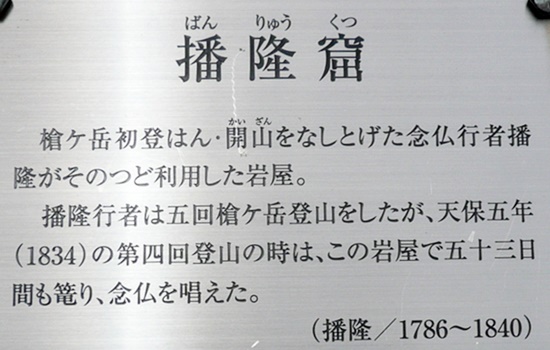 ばん りゅう くつ
播隆窟
かい ざん
槍ケ岳初登はん・開山をなしとげた念仏行者播
隆がそのつど利用した岩屋。
播隆行者は五回槍ケ岳登山をしたが、天保五年
(1834)の第四回登山の時は、この岩屋で五十三日
間も篭り、念仏を唱えた。
(播隆／1786〜1840)